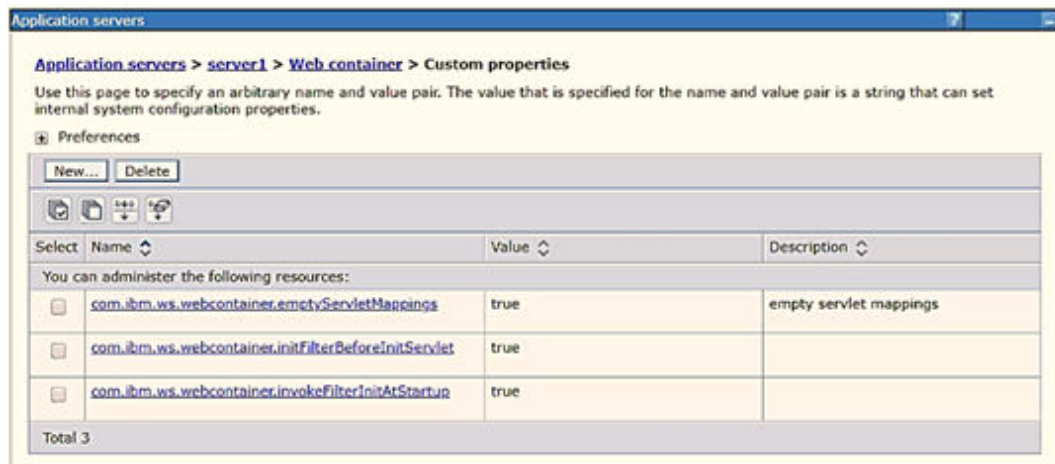 Application servers
?
Application servers > server1 > Web container > Custom properties
Use this page to specify an arbitrary name and value pair. The value that is specified for the name and value pair is a string that can set
internal system configuration properties.
Preferences
New... Delete
Select Name Value Description
You can administer the following resources:
com.ibm.ws.webcontainer.emptyServletMappings true empty servlet mappings
com.ibm.ws.webcontainer.initFilterBeforeInitServlet true
com.ibm.ws.webcontainer.invokeFilterInitAtStartup true
Total 3